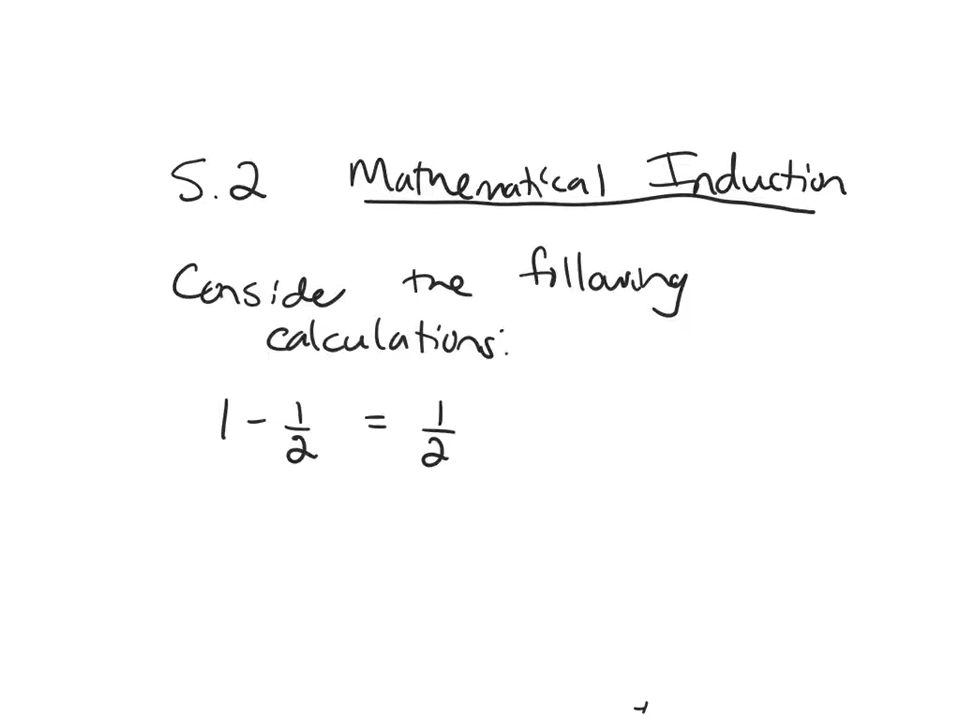 5.2 Mathematical Induction
Conside the following
calculations:
1 - 1/2 = 1/2